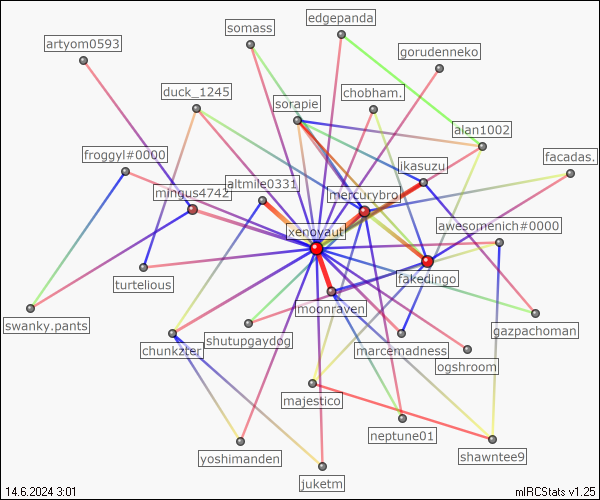 edgepanda
somass
artyom0593
gorudenneko
duck_1245
chobham.
sorapie
alan1002
froggyl#0000
ikasuzu
facadas.
altmile0331
mingus4742
mercurybro
xenoyaut
awesomenich#0000
turtelious
fakedingo
moonraven
swanky.pants
gazpachoman
shutupgaydog
chunkzter
marcemadness
ogshroom
majestico
neptune01
yoshimanden
shawntee9
juketm
14.6.2024 3:01
mIRCStats v1.25